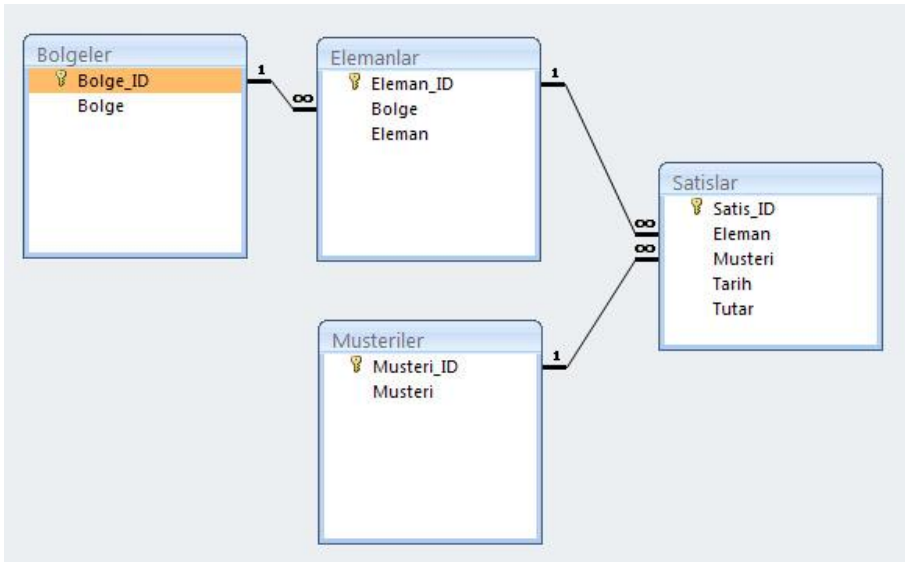 Bolgeler
Bolge_ID
Bolge
1
∞
Elemanlar
Eleman_ID
Bolge
Eleman
1
∞
∞
Satislar
Satis_ID
Eleman
Musteri
Tarih
Tutar
Musteriler
Musteri_ID
Musteri
1